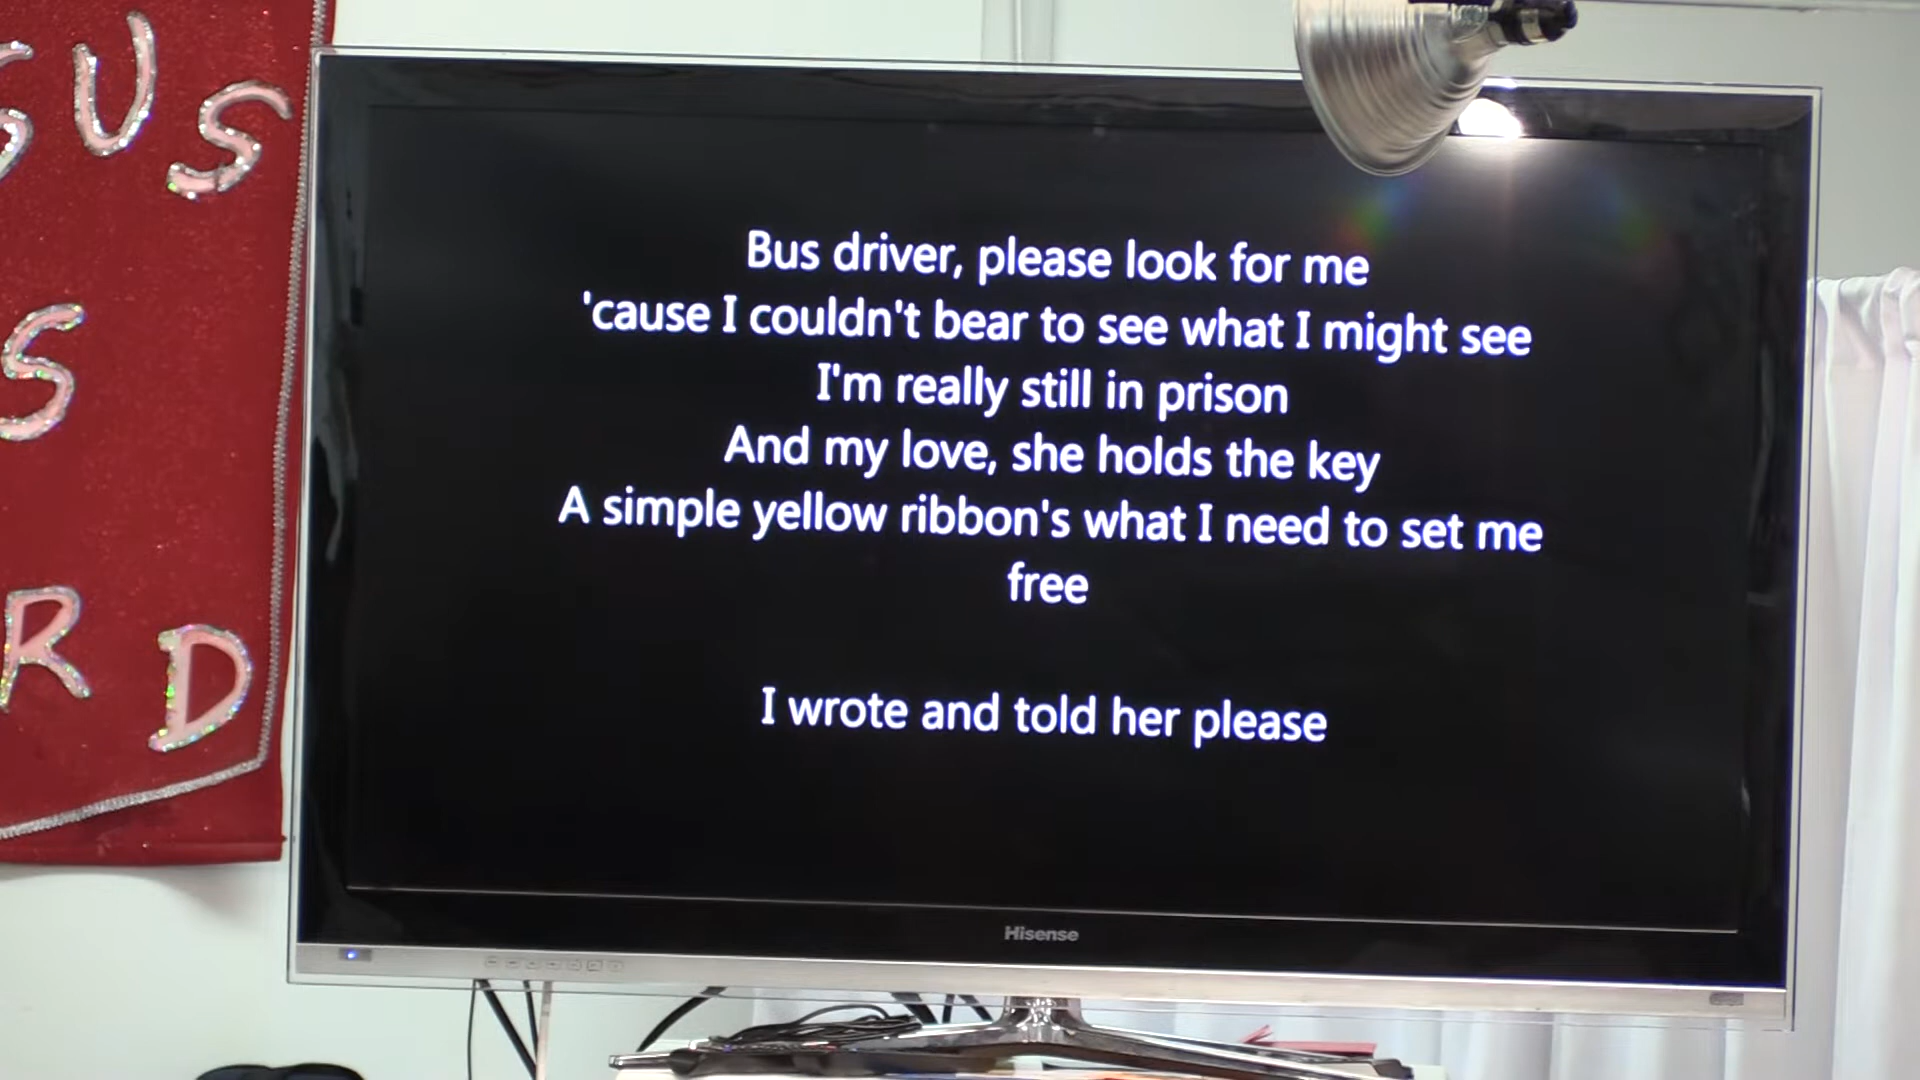 SUS
S
RD
Bus driver, please look for me
'cause I couldn't bear to see what I might see
I'm really still in prison
And my love, she holds the key
A simple yellow ribbon's what I need to set me
free
I wrote and told her please
Hisense